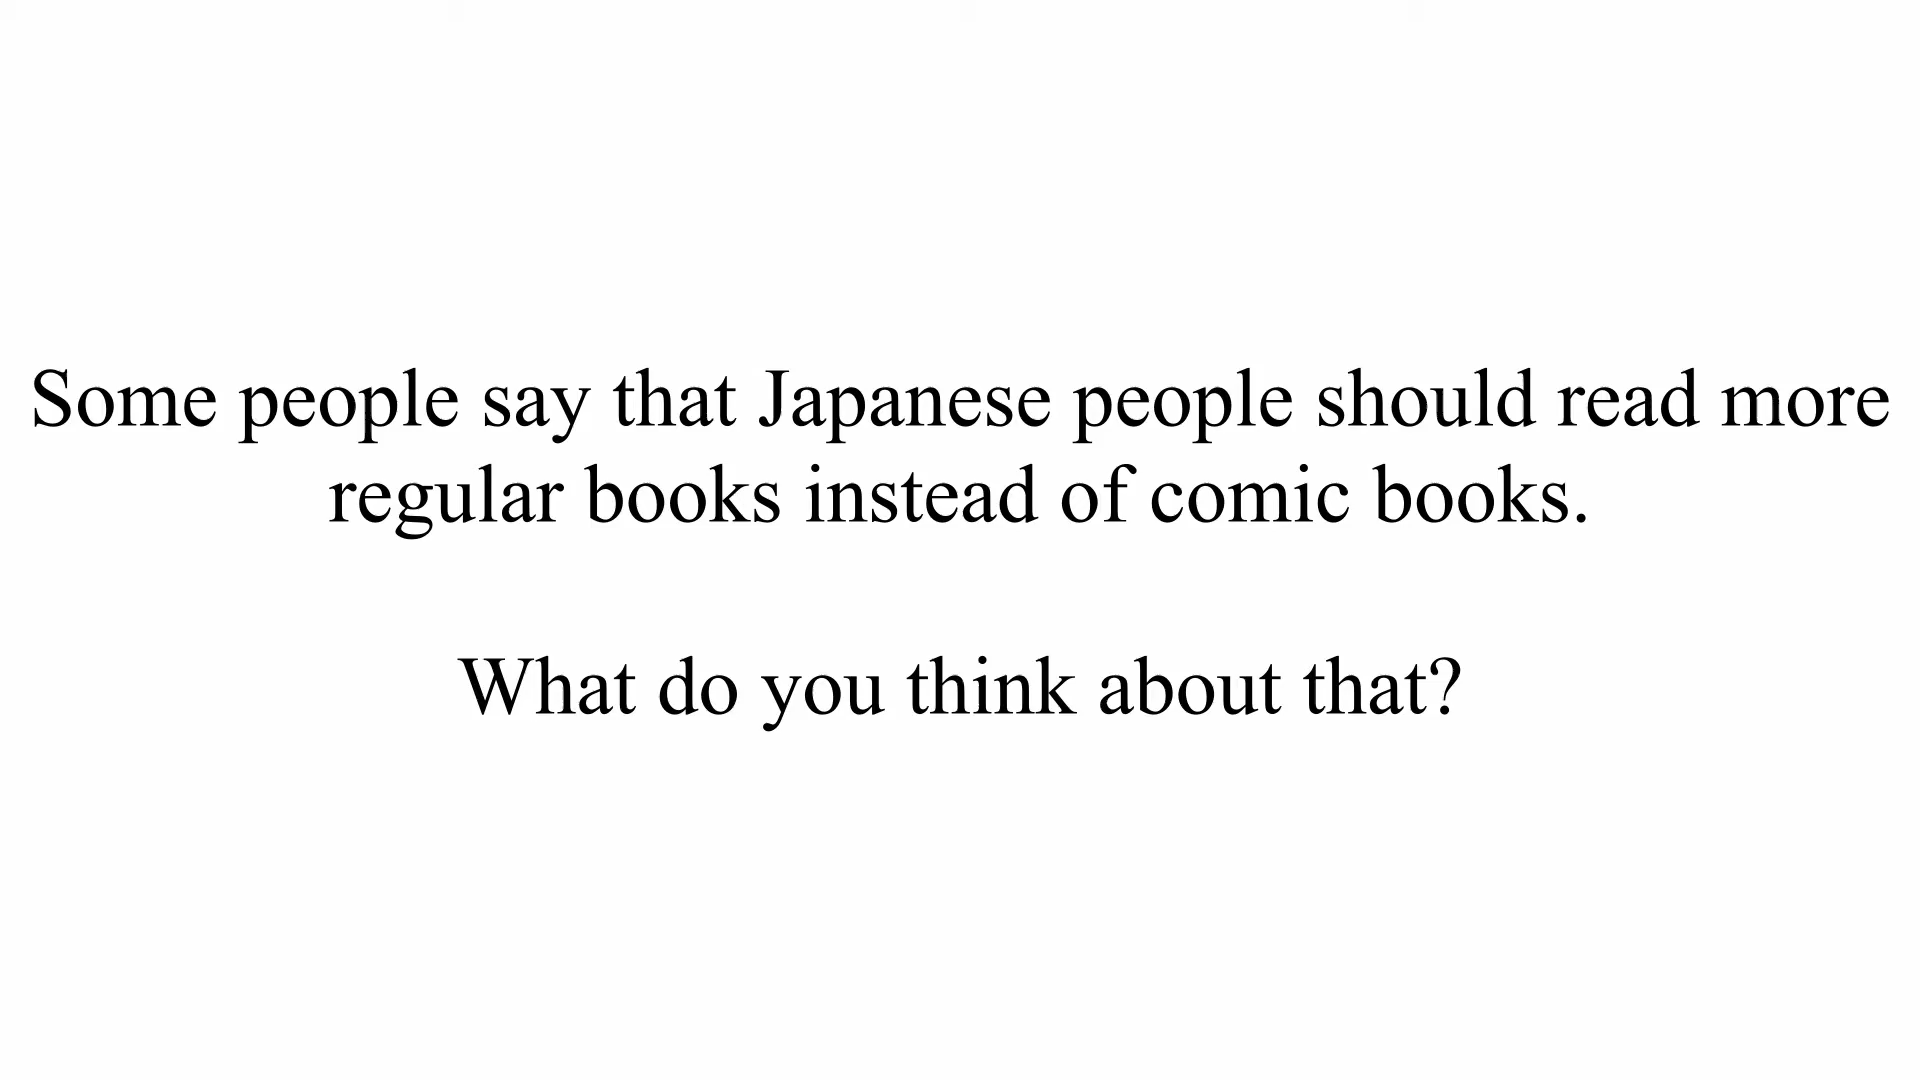 Some people say that Japanese people should read more
regular books instead of comic books.
What do you think about that?